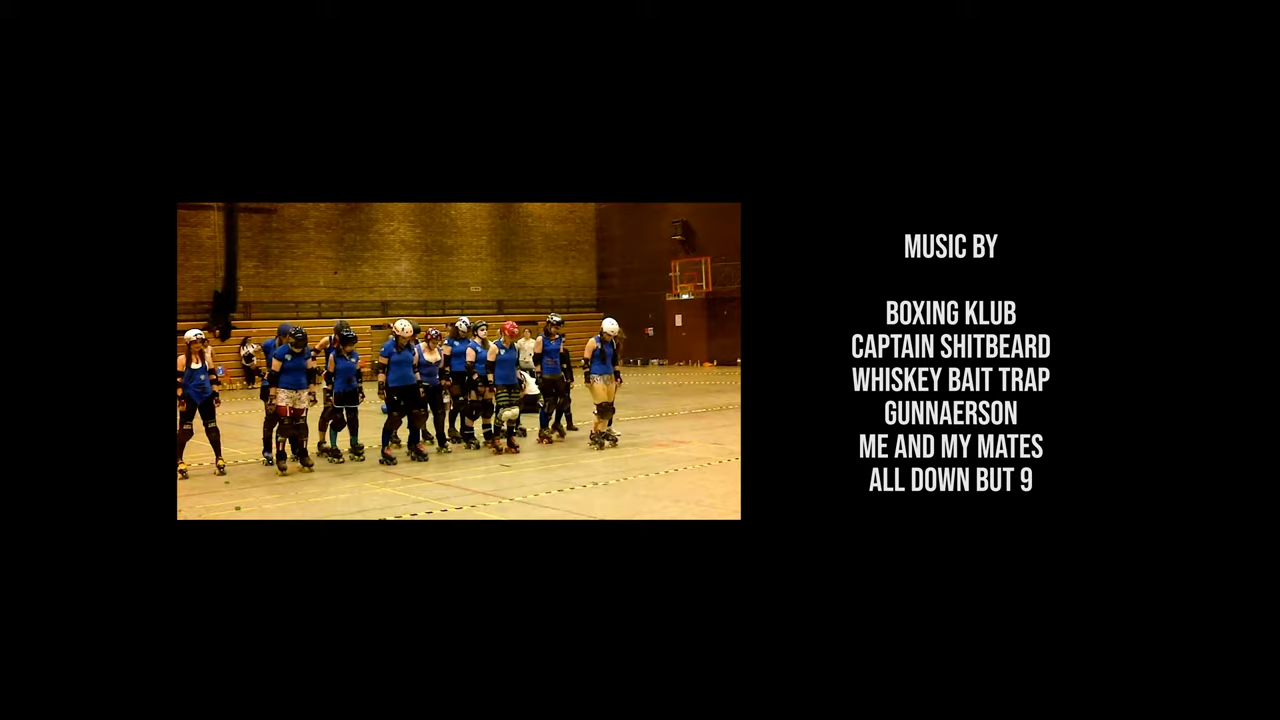 MUSIC BY
BOXING KLUB
CAPTAIN SHITBEARD
WHISKEY BAIT TRAP
GUNNAERSON
ME AND MY MATES
ALL DOWN BUT 9